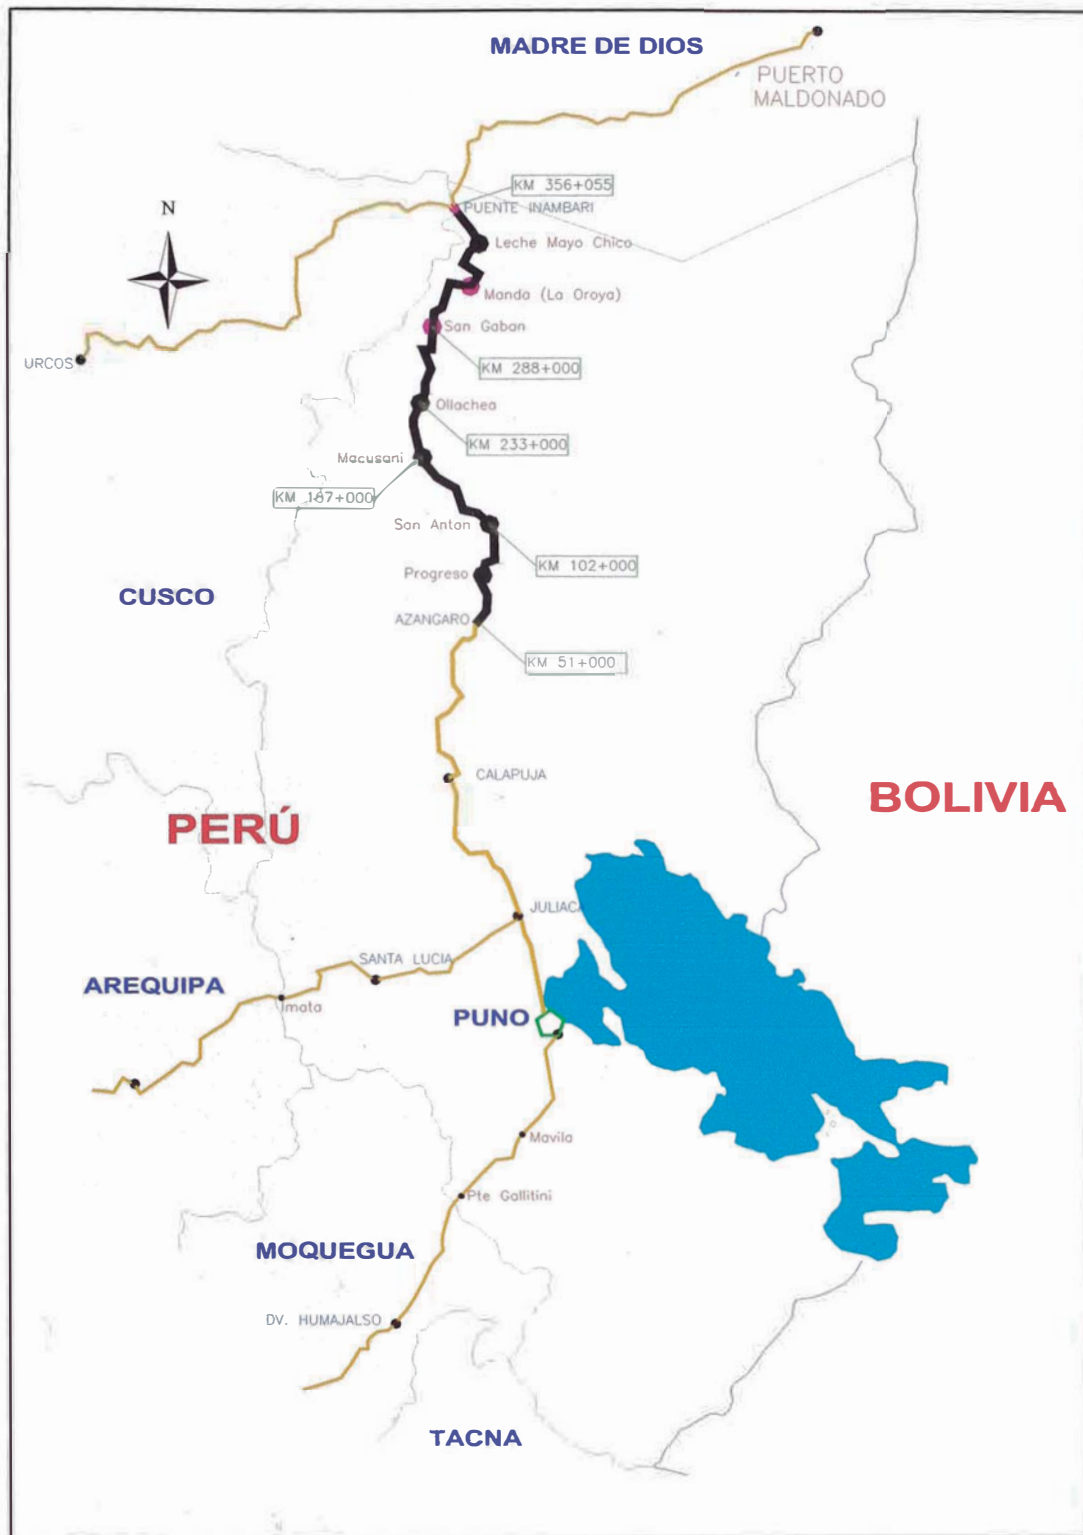 MADRE DE DIOS
PUERTO
MALDONADO
KM 356+055
PUENTE INAMBARI
N
Leche Mayo Chico
Manda (La Oroya)
San Gaban
URCOS
KM 288+000
Ollachea
KM 233+000
Macusani
KM 187+000
San Anton
KM 102+000
Progreso
CUSCO
AZANGARO
KM 51+000
CALAPUJA
BOLIVIA
PERÚ
JULIACA
SANTA LUCIA
AREQUIPA
Imata
PUNO
Mavila
Pte Gallitini
MOQUEGUA
DV. HUMAJALSO
TACNA